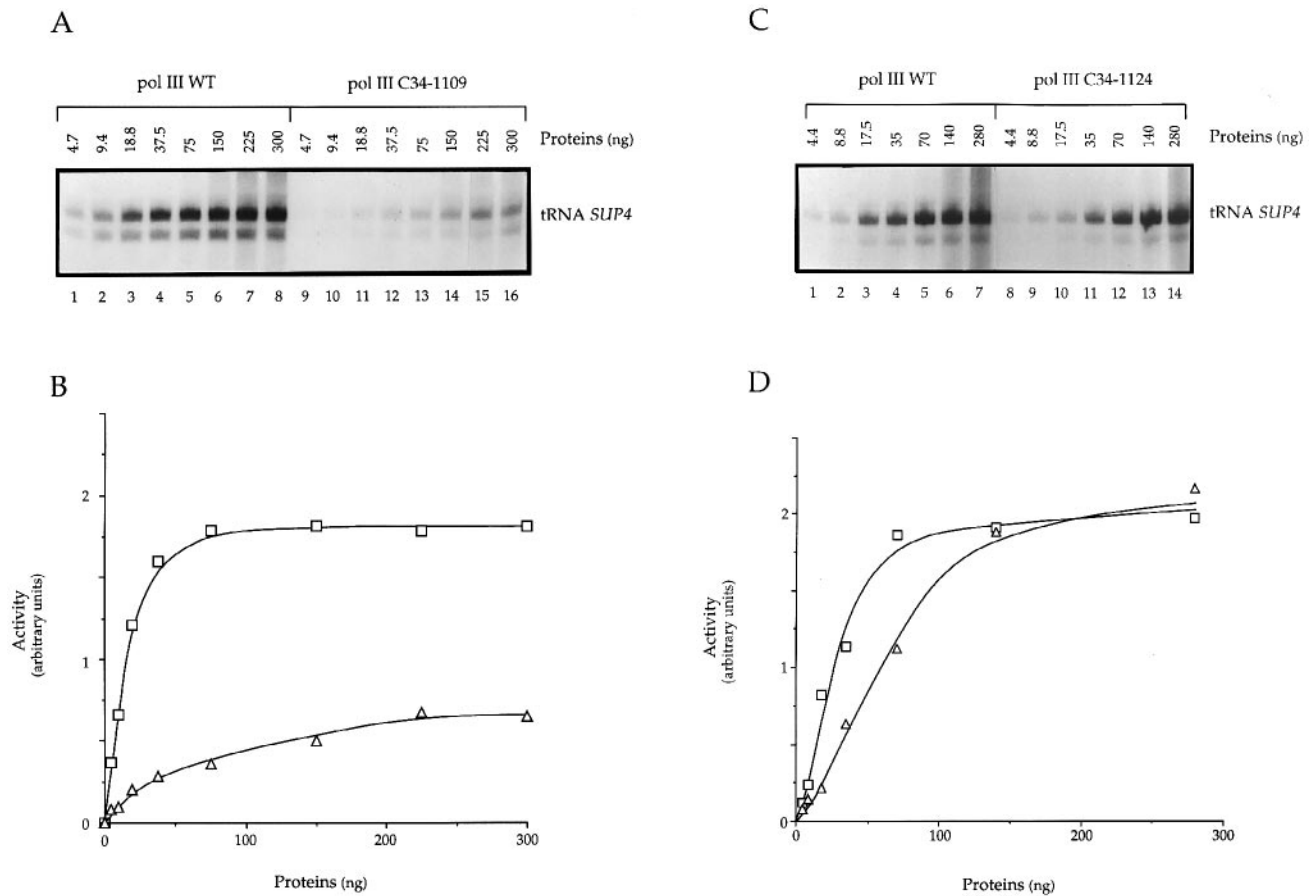 A
pol III WT pol III C34-1109
4.7 9.4 18.8 37.5 75 150 225 300 4.7 9.4 18.8 37.5 75 150 225 300 Proteins (ng)
tRNA SUP4
1 2 3 4 5 6 7 8 9 10 11 12 13 14 15 16
C
pol III WT pol III C34-1124
4.4 8.8 17.5 35 70 140 280 4.4 8.8 17.5 35 70 140 280 Proteins (ng)
tRNA SUP4
1 2 3 4 5 6 7 8 9 10 11 12 13 14
B
Activity
(arbitrary units)
2
1
0
0 100 200 300
Proteins (ng)
D
Activity
(arbitrary units)
2
1
0
0 100 200 300
Proteins (ng)